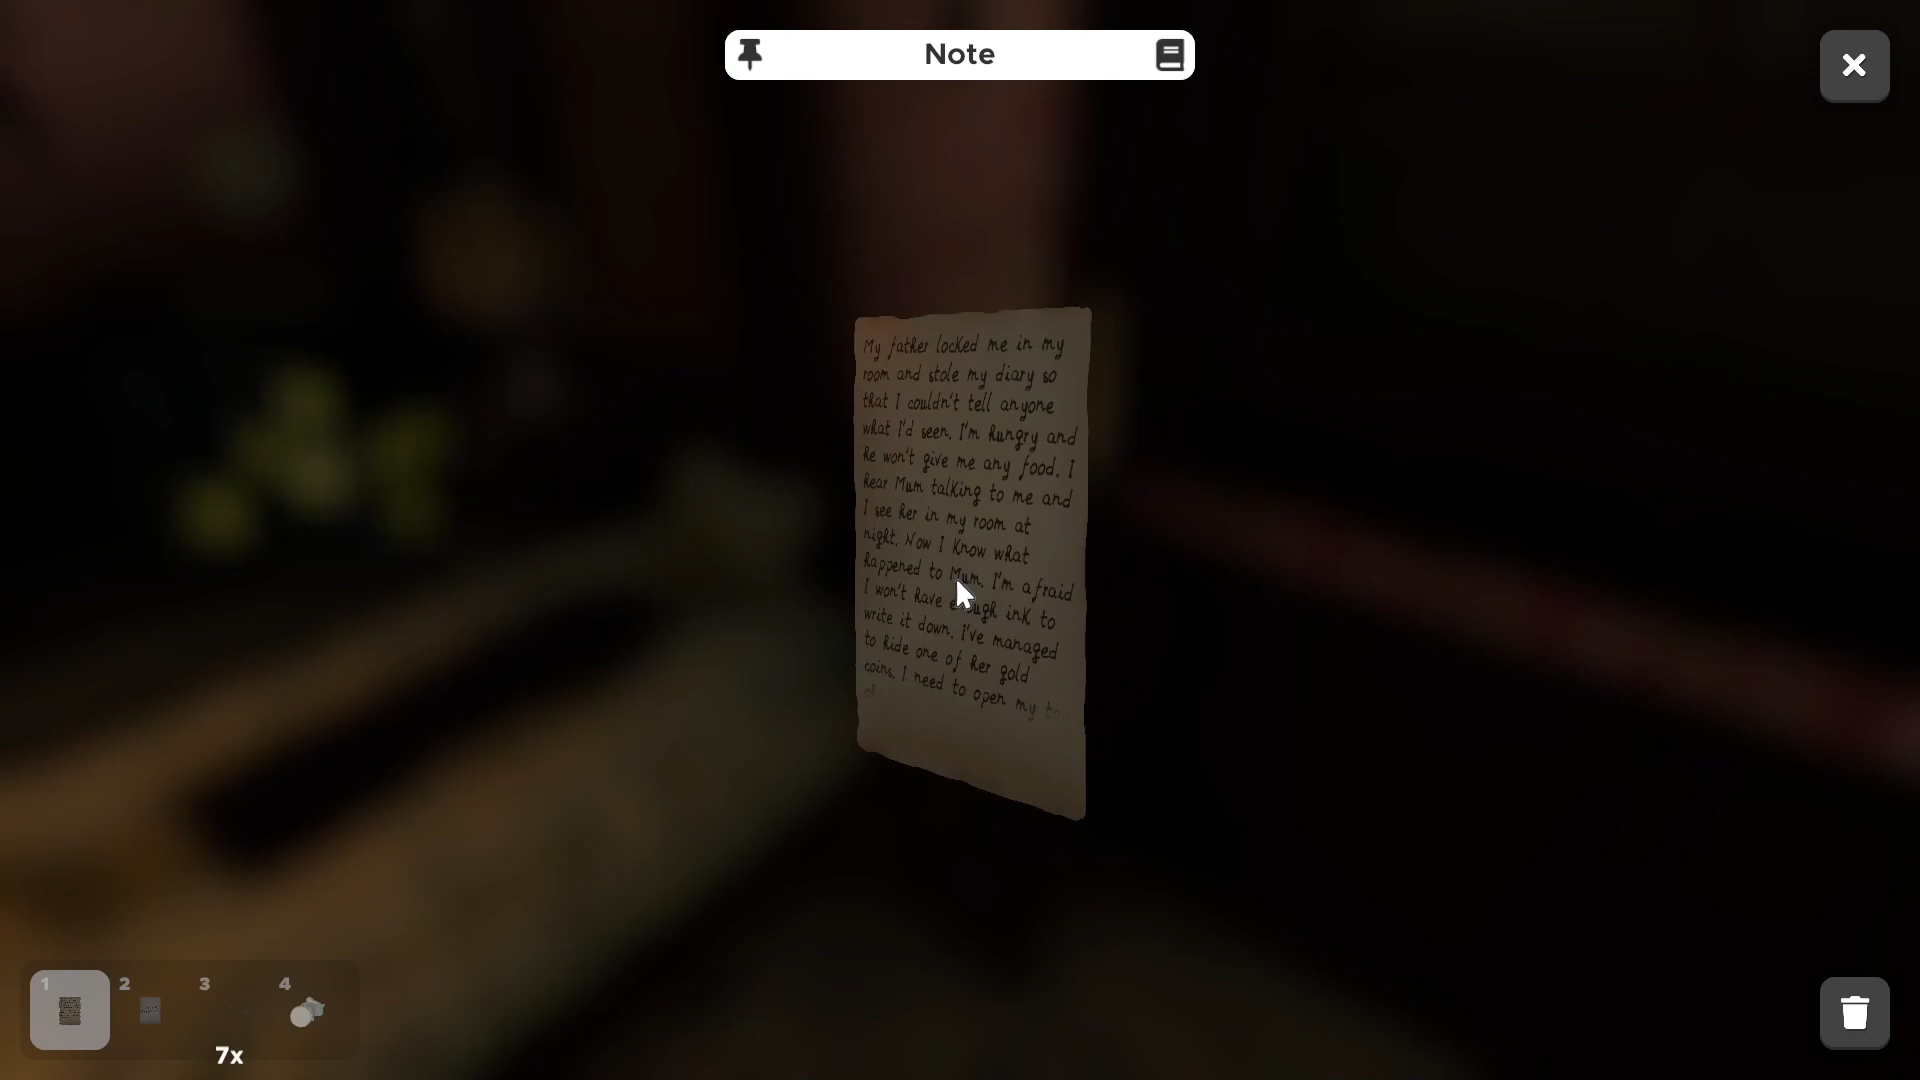 Note
My father locked me in my
room and stole my diary so
that I couldn't tell anyone
what I'd seen. I'm hungry and
he won't give me any food. I
hear Mum talking to me and
I see her in my room at
night. Now I know what
happened to Mum. I'm afraid
I won't have enough ink to
write it down. I've managed
to hide one of her gold
coins. I need to open my
1
2
3
4
7x